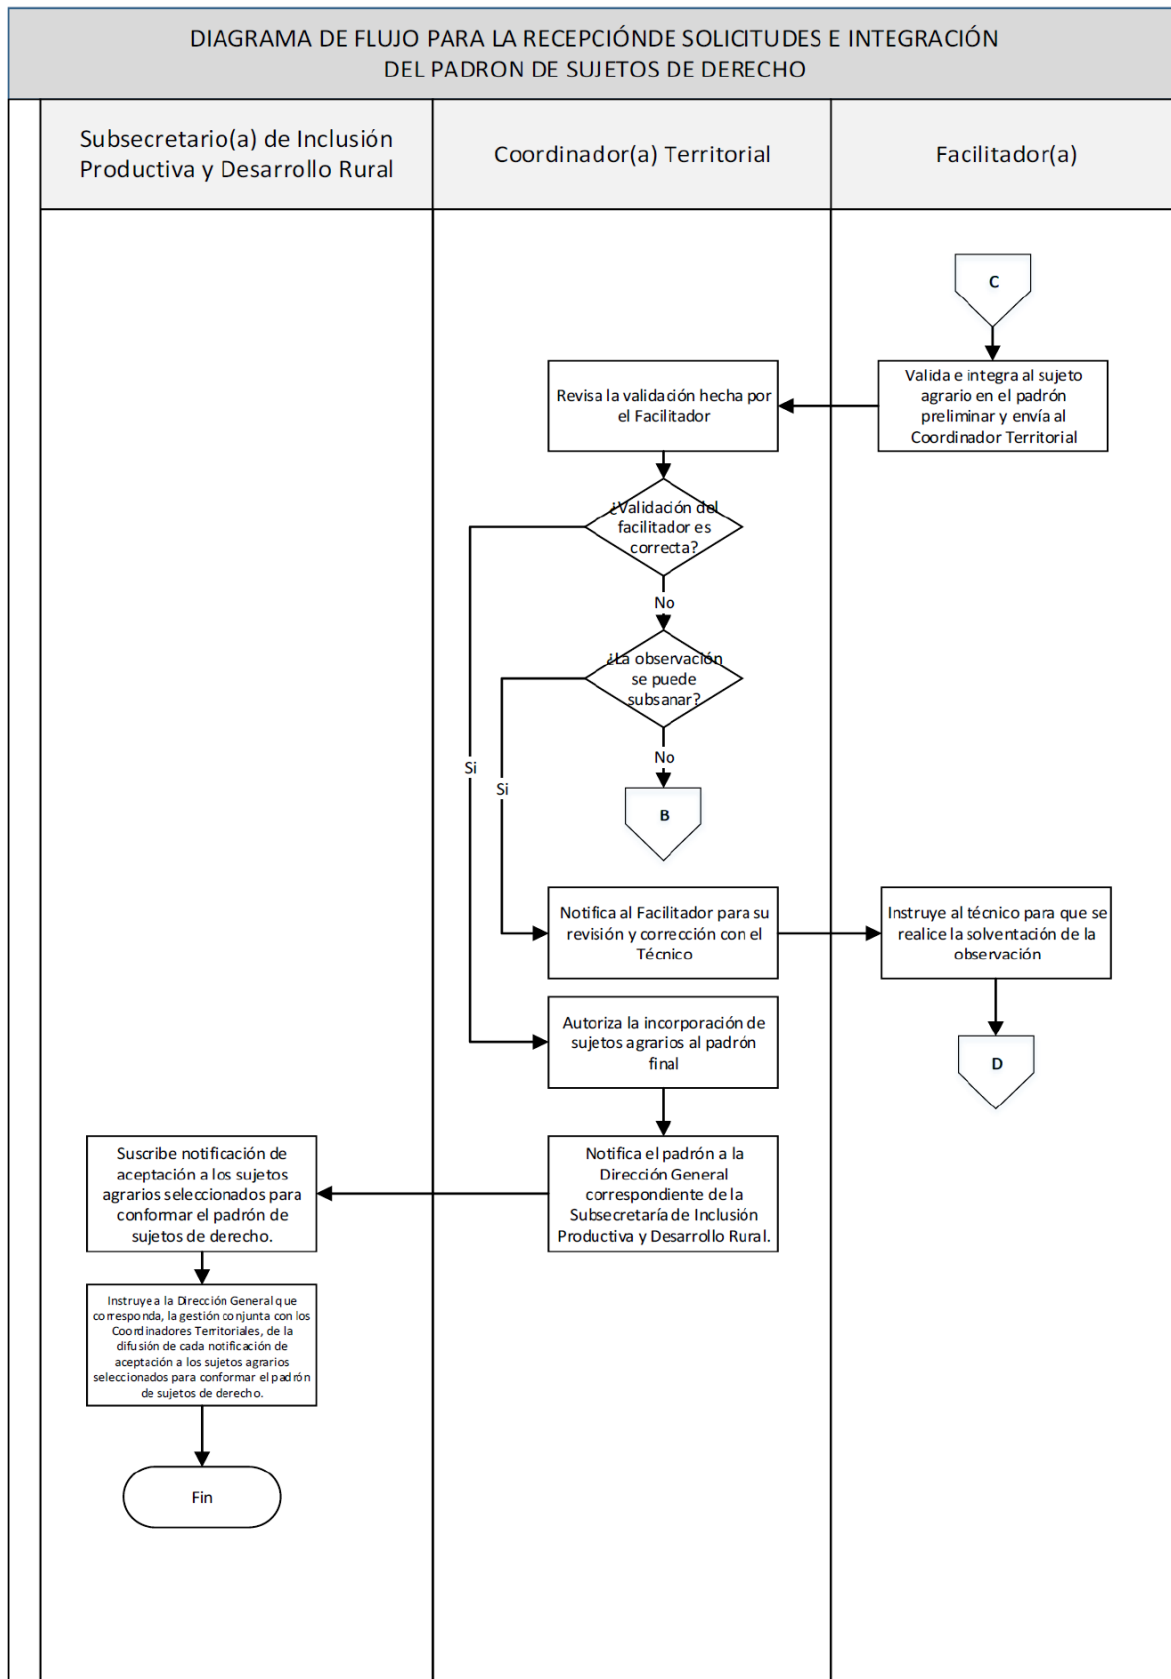 DIAGRAMA DE FLUJO PARA LA RECEPCIÓNDE SOLICITUDES E INTEGRACIÓN
DEL PADRON DE SUJETOS DE DERECHO
Subsecretario(a) de Inclusión
Productiva y Desarrollo Rural
Coordinador(a) Territorial
Facilitador(a)
C
Valida e integra al sujeto
agrario en el padrón
preliminar y envía al
Coordinador Territorial
Revisa la validación hecha por
el Facilitador
¿Validación del
facilitador es
correcta?
No
¿La observación
se puede
subsanar?
No
Si
Si
B
Notifica al Facilitador para su
revisión y corrección con el
Técnico
Instruye al técnico para que se
realice la solventación de la
observación
Autoriza la incorporación de
sujetos agrarios al padrón
final
D
Notifica el padrón a la
Dirección General
correspondiente de la
Subsecretaría de Inclusión
Productiva y Desarrollo Rural.
Suscribe notificación de
aceptación a los sujetos
agrarios seleccionados para
conformar el padrón de
sujetos de derecho.
Instruye a la Dirección General que
corresponda, la gestión conjunta con los
Coordinadores Territoriales, de la
difusión de cada notificación de
aceptación a los sujetos agrarios
seleccionados para conformar el padrón
de sujetos de derecho.
Fin